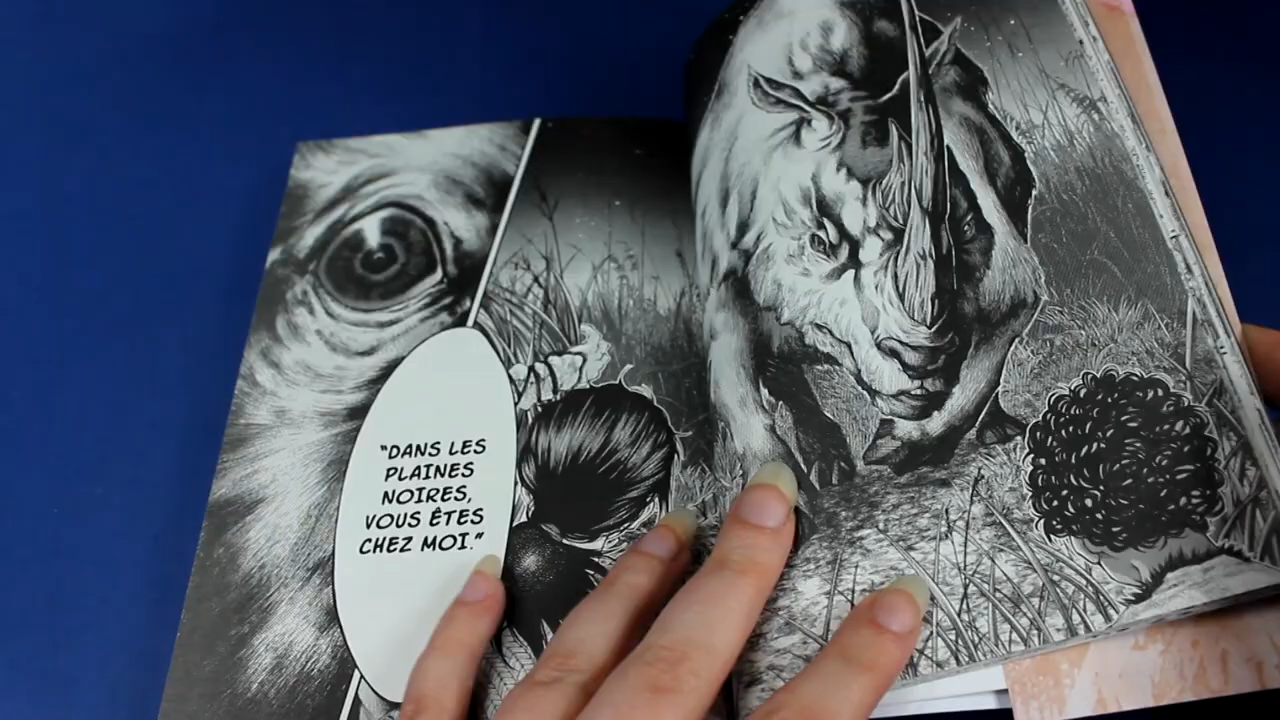 "DANS LES
PLAINES
NOIRES,
VOUS ÊTES
CHEZ MOI."